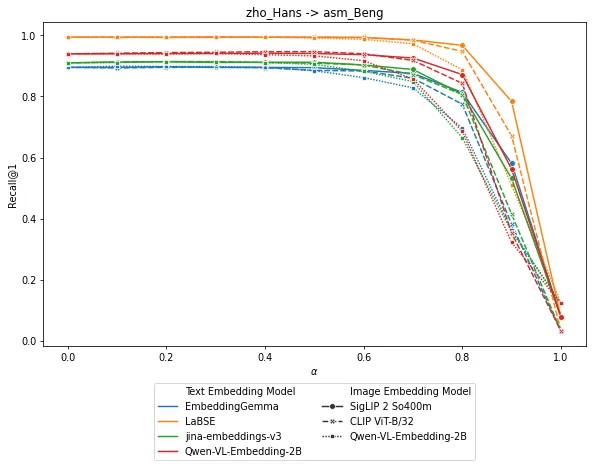 zho_Hans -> asm_Beng
Recall@1
1.0
0.8
0.6
0.4
0.2
0.0
0.0 0.2 0.4 0.6 0.8 1.0
α
Text Embedding Model
EmbeddingGemma
LaBSE
jina-embeddings-v3
Qwen-VL-Embedding-2B
Image Embedding Model
SigLIP 2 So400m
CLIP ViT-B/32
Qwen-VL-Embedding-2B